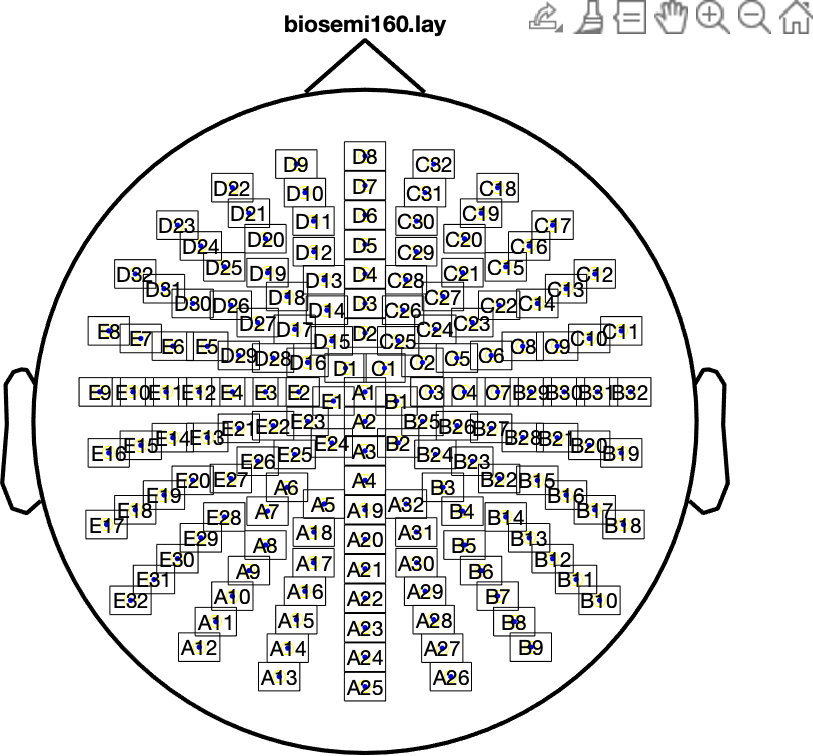 biosemi160.lay
D8
D9 C32
D22 D10 D7 C31 C18
D23 D21 D11 D6 C30 C19 C17
D24 D20 D12 D5 C29 C20 C16
D32 D25 D19 D13 D4 C28 C21 C15 C12
D31 D30 D26 D18 D14 D3 C26 C27 C22 C14 C13
E8 E7 D27 D17 D15 D2 C25 C24 C23 C10 C11
E6 E5 D29 D28 D16 D1 C1 C2 C5 C6 C8 C9
E9 E10 E11 E12 E4 E3 E2 E1 A1 B1 C3 C4 C7 B29 B30 B31 B32
E21 E22 E23 A2 B25 B26 B27
E16 E15 E14 E13 E24 A3 B2 B28 B21 B20 B19
E26 E25 B24 B23
E20 E27 A6 A4 B3 B22 B15
E17 E18 E19 A7 A5 A19 A32 B4 B16 B17 B18
E29 E28 A8 A18 A20 A31 B5 B14 B13
E30 A9 A17 A21 A30 B6 B12
E32 E31 A10 A16 A22 A29 B7 B11 B10
A11 A15 A23 A28 B8
A12 A14 A24 A27 B9
A13 A25 A26